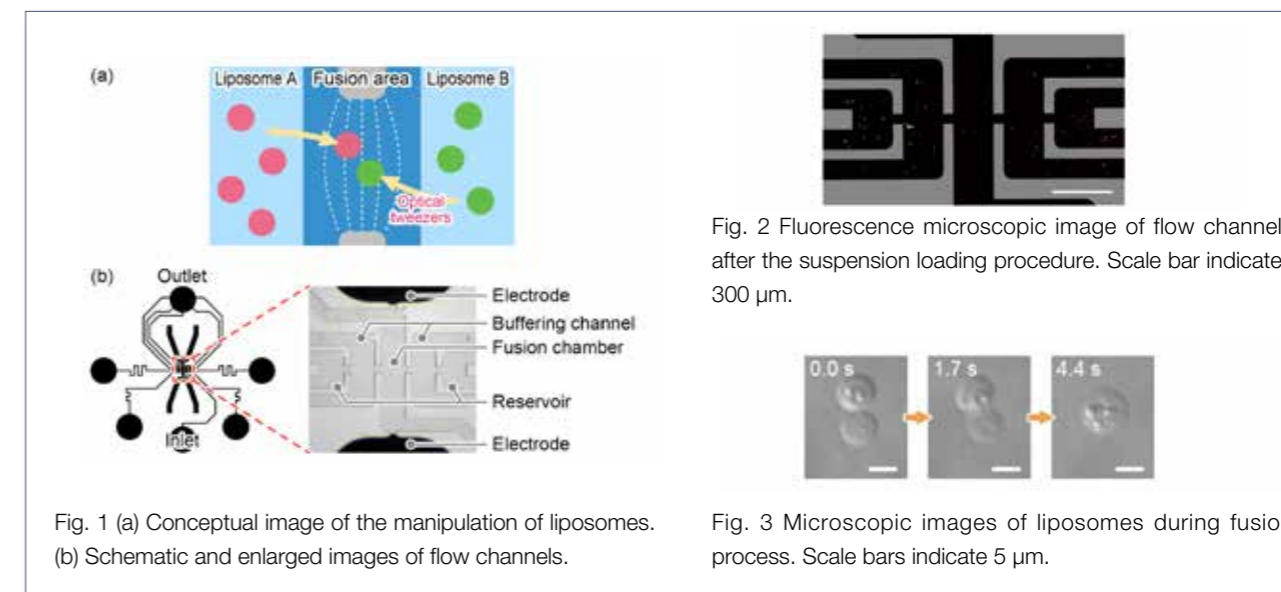 (a)
Liposome A Fusion area Liposome B
Optical
tweezers
(b)
Outlet
Inlet
Electrode
Buffering channel
Fusion chamber
Reservoir
Electrode
Fig. 1 (a) Conceptual image of the manipulation of liposomes.
(b) Schematic and enlarged images of flow channels.
Fig. 2 Fluorescence microscopic image of flow channel
after the suspension loading procedure. Scale bar indicate
300 μm.
0.0 s 1.7 s 4.4 s
Fig. 3 Microscopic images of liposomes during fusio
process. Scale bars indicate 5 μm.